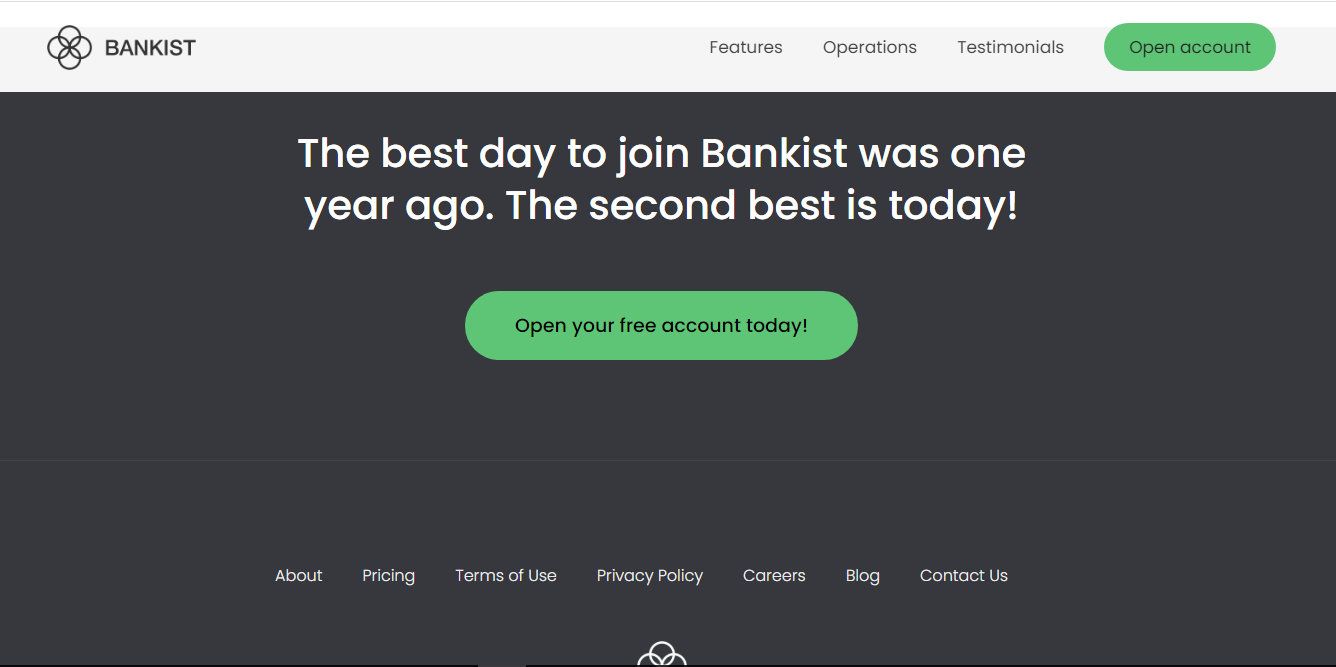 BANKIST
Features
Operations
Testimonials
Open account
The best day to join Bankist was one
year ago. The second best is today!
Open your free account today!
About
Pricing
Terms of Use
Privacy Policy
Careers
Blog
Contact Us